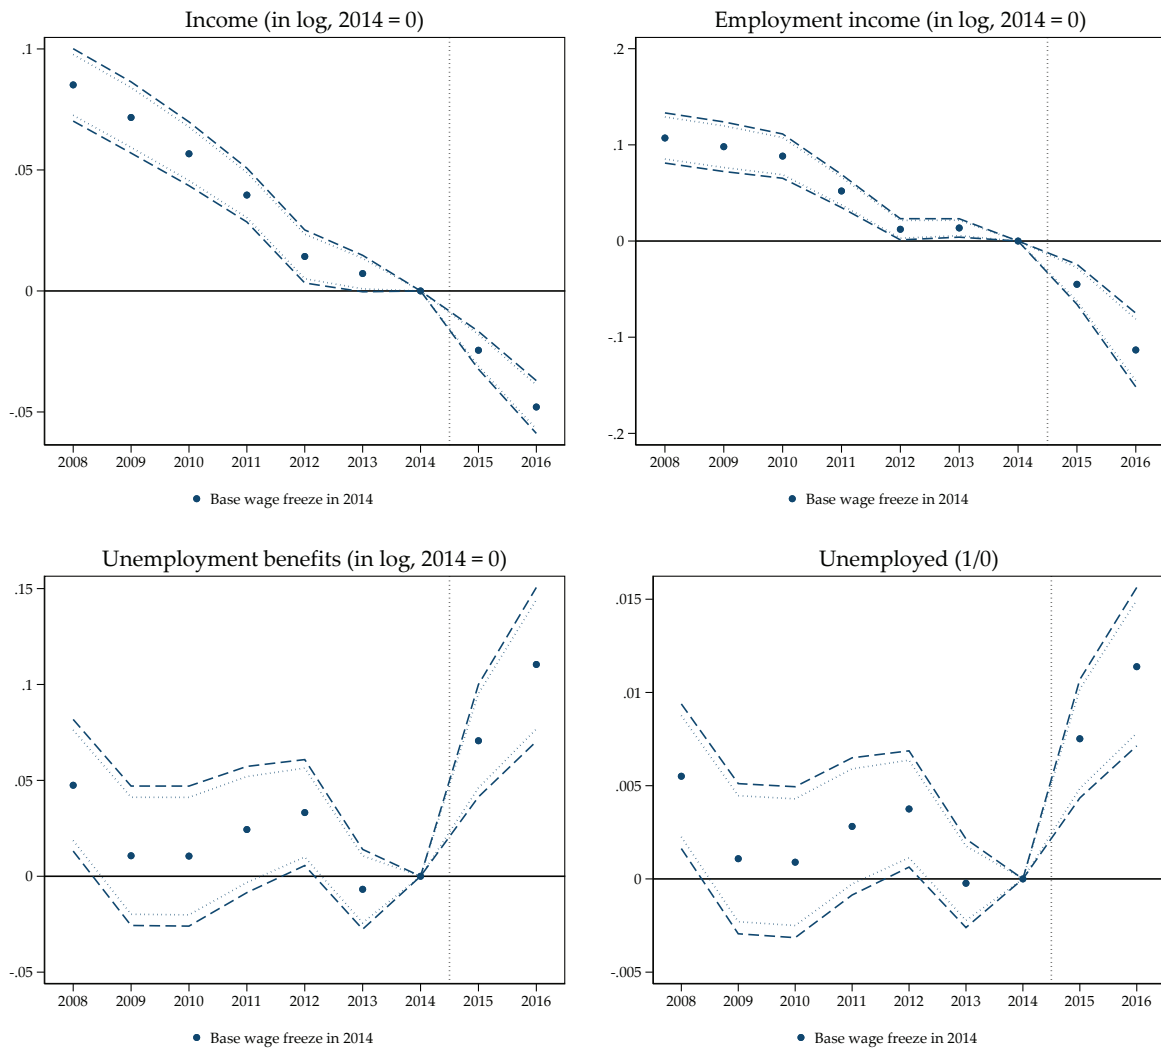 Income (in log, 2014 = 0)
.1
.05
0
-.05
2008 2009 2010 2011 2012 2013 2014 2015 2016
Base wage freeze in 2014
Employment income (in log, 2014 = 0)
.2
.1
0
-.1
-.2
2008 2009 2010 2011 2012 2013 2014 2015 2016
Base wage freeze in 2014
Unemployment benefits (in log, 2014 = 0)
.15
.1
.05
0
-.05
2008 2009 2010 2011 2012 2013 2014 2015 2016
Base wage freeze in 2014
Unemployed (1/0)
.015
.01
.005
0
-.005
2008 2009 2010 2011 2012 2013 2014 2015 2016
Base wage freeze in 2014